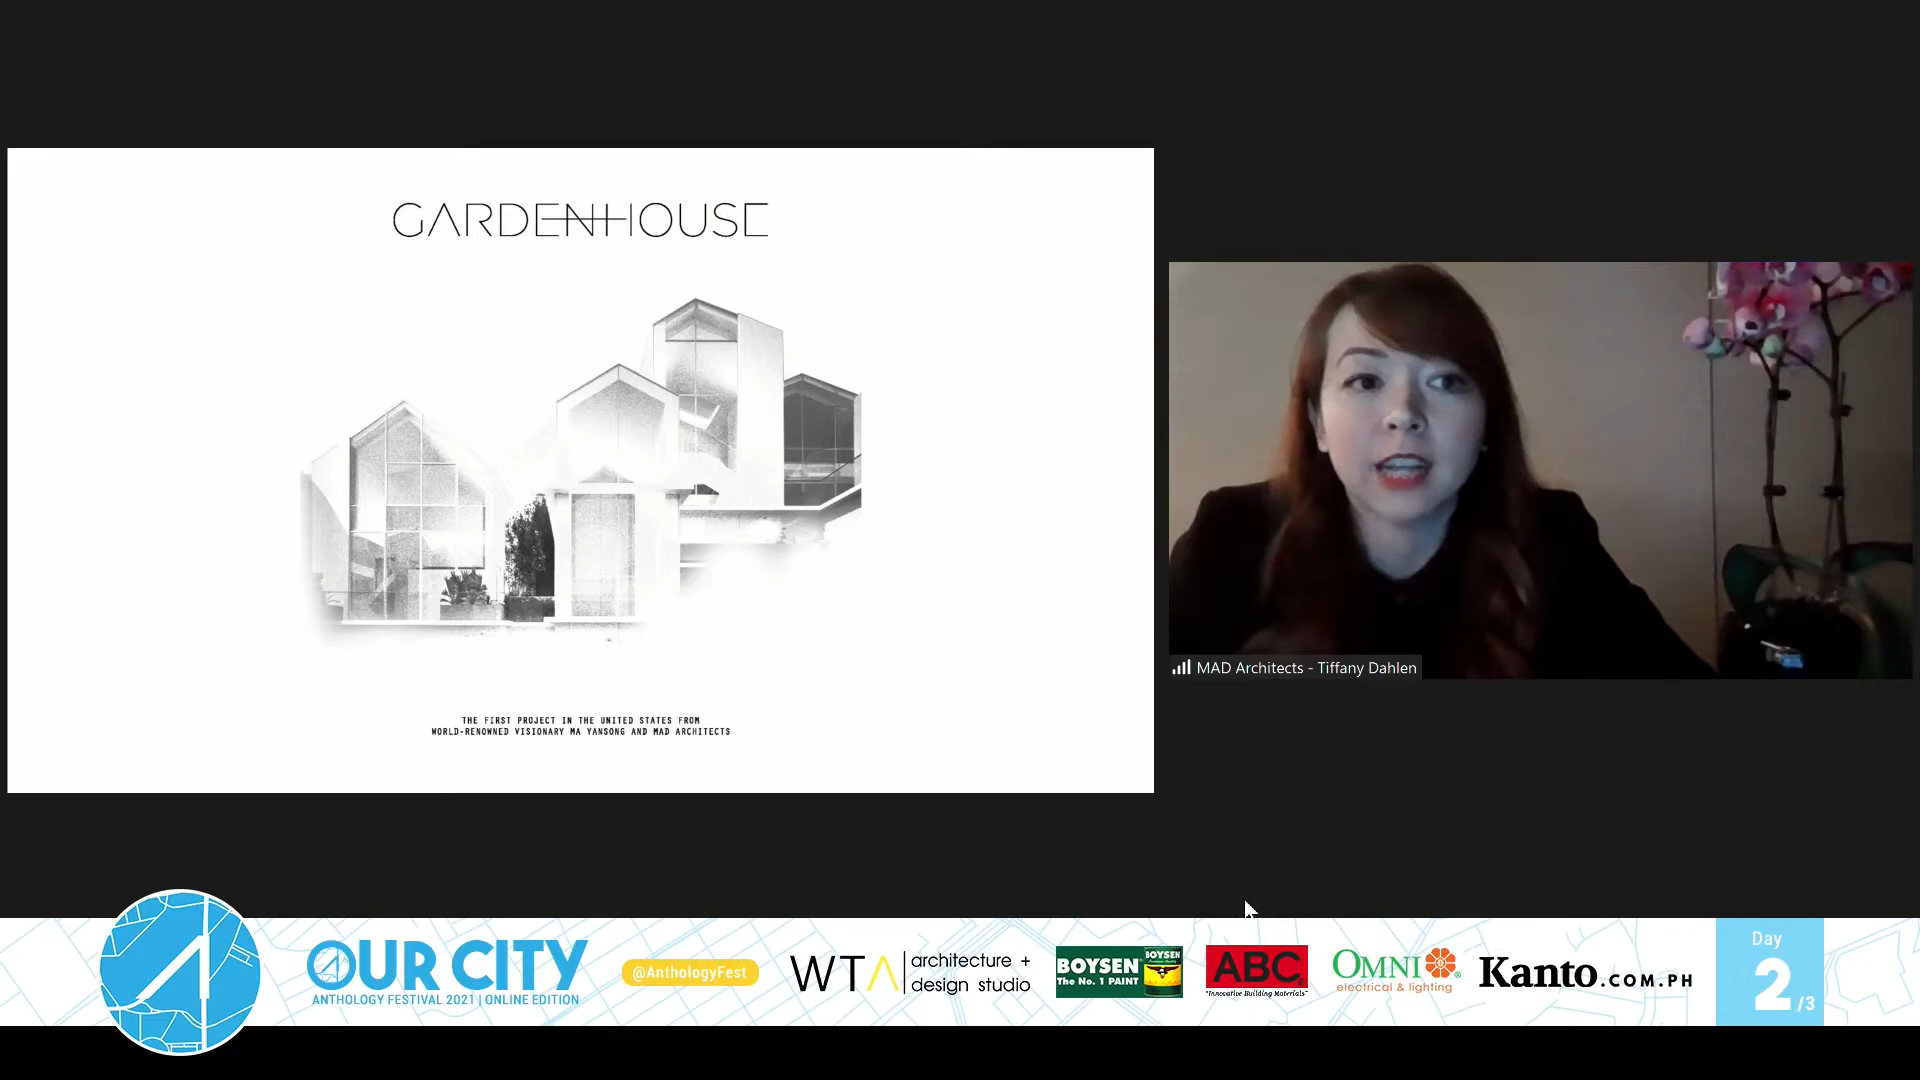 GARDENHOUSE
THE FIRST PROJECT IN THE UNITED STATES FROM
WORLD-RENOWNED VISIONARY MA YANSONG AND MAD ARCHITECTS
MAD Architects - Tiffany Dahlen
OUR CITY
ANTHOLOGY FESTIVAL 2021 | ONLINE EDITION
@AnthologyFest
WTA
architecture +
design studio
BOYSEN
The No. 1 PAINT
BOYSEN
ABC
"Innovative Building Materials"
OMNI
electrical & lighting
Kanto.COM.PH
Day
2/3